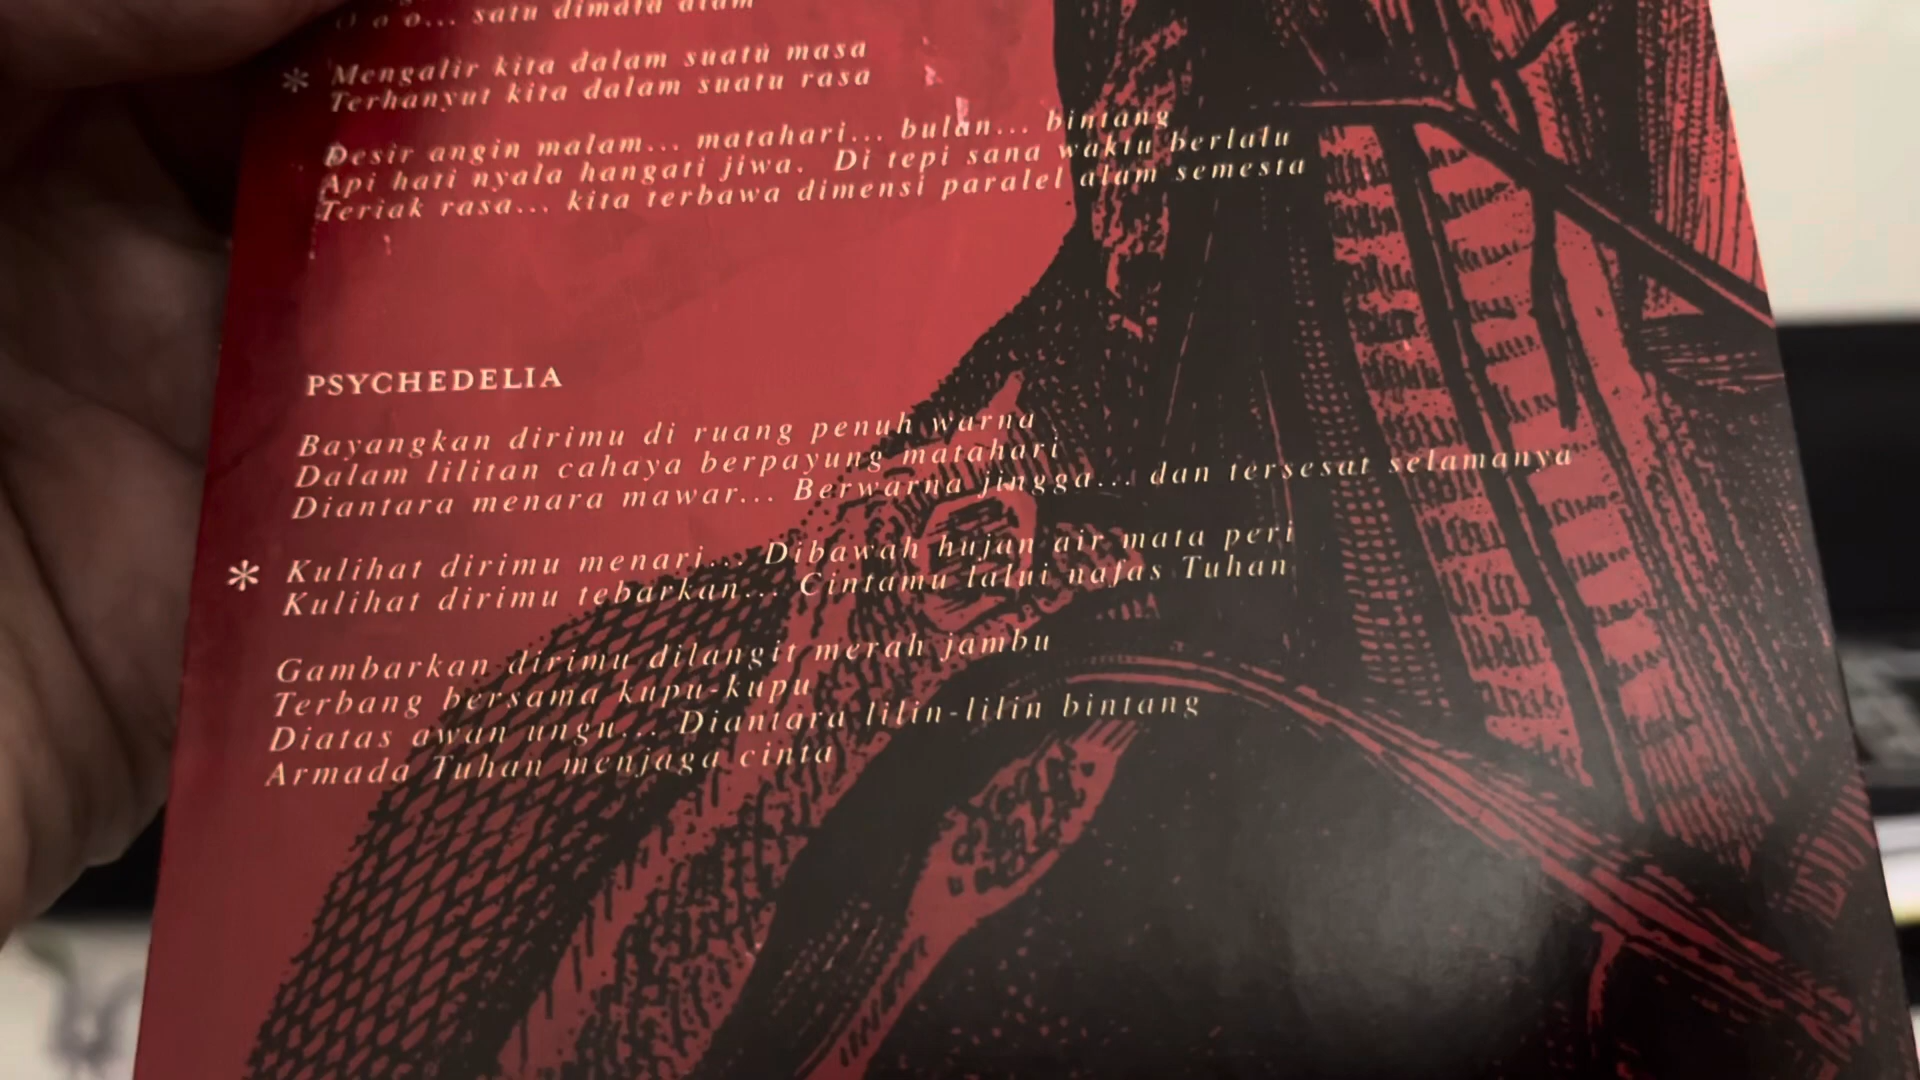 O o o... satu dimata alam
* Mengalir kita dalam suatu masa
Terhanyut kita dalam suatu rasa
Desir angin malam... matahari... bulan... bintang
Api hati nyala hangati jiwa. Di tepi sana waktu berlalu
Teriak rasa... kita terbawa dimensi paralel alam semesta
PSYCHEDELIA
Bayangkan dirimu di ruang penuh warna
Dalam lilitan cahaya berpayung matahari
Diantara menara mawar... Berwarna jingga... dan tersesat selamanya
* Kulihat dirimu menari... Dibawah hujan air mata peri
Kulihat dirimu tebarkan... Cintamu lalui nafas Tuhan
Gambarkan dirimu dilangit merah jambu
Terbang bersama kupu-kupu
Diatas awan ungu... Diantara lilin-lilin bintang
Armada Tuhan menjaga cinta